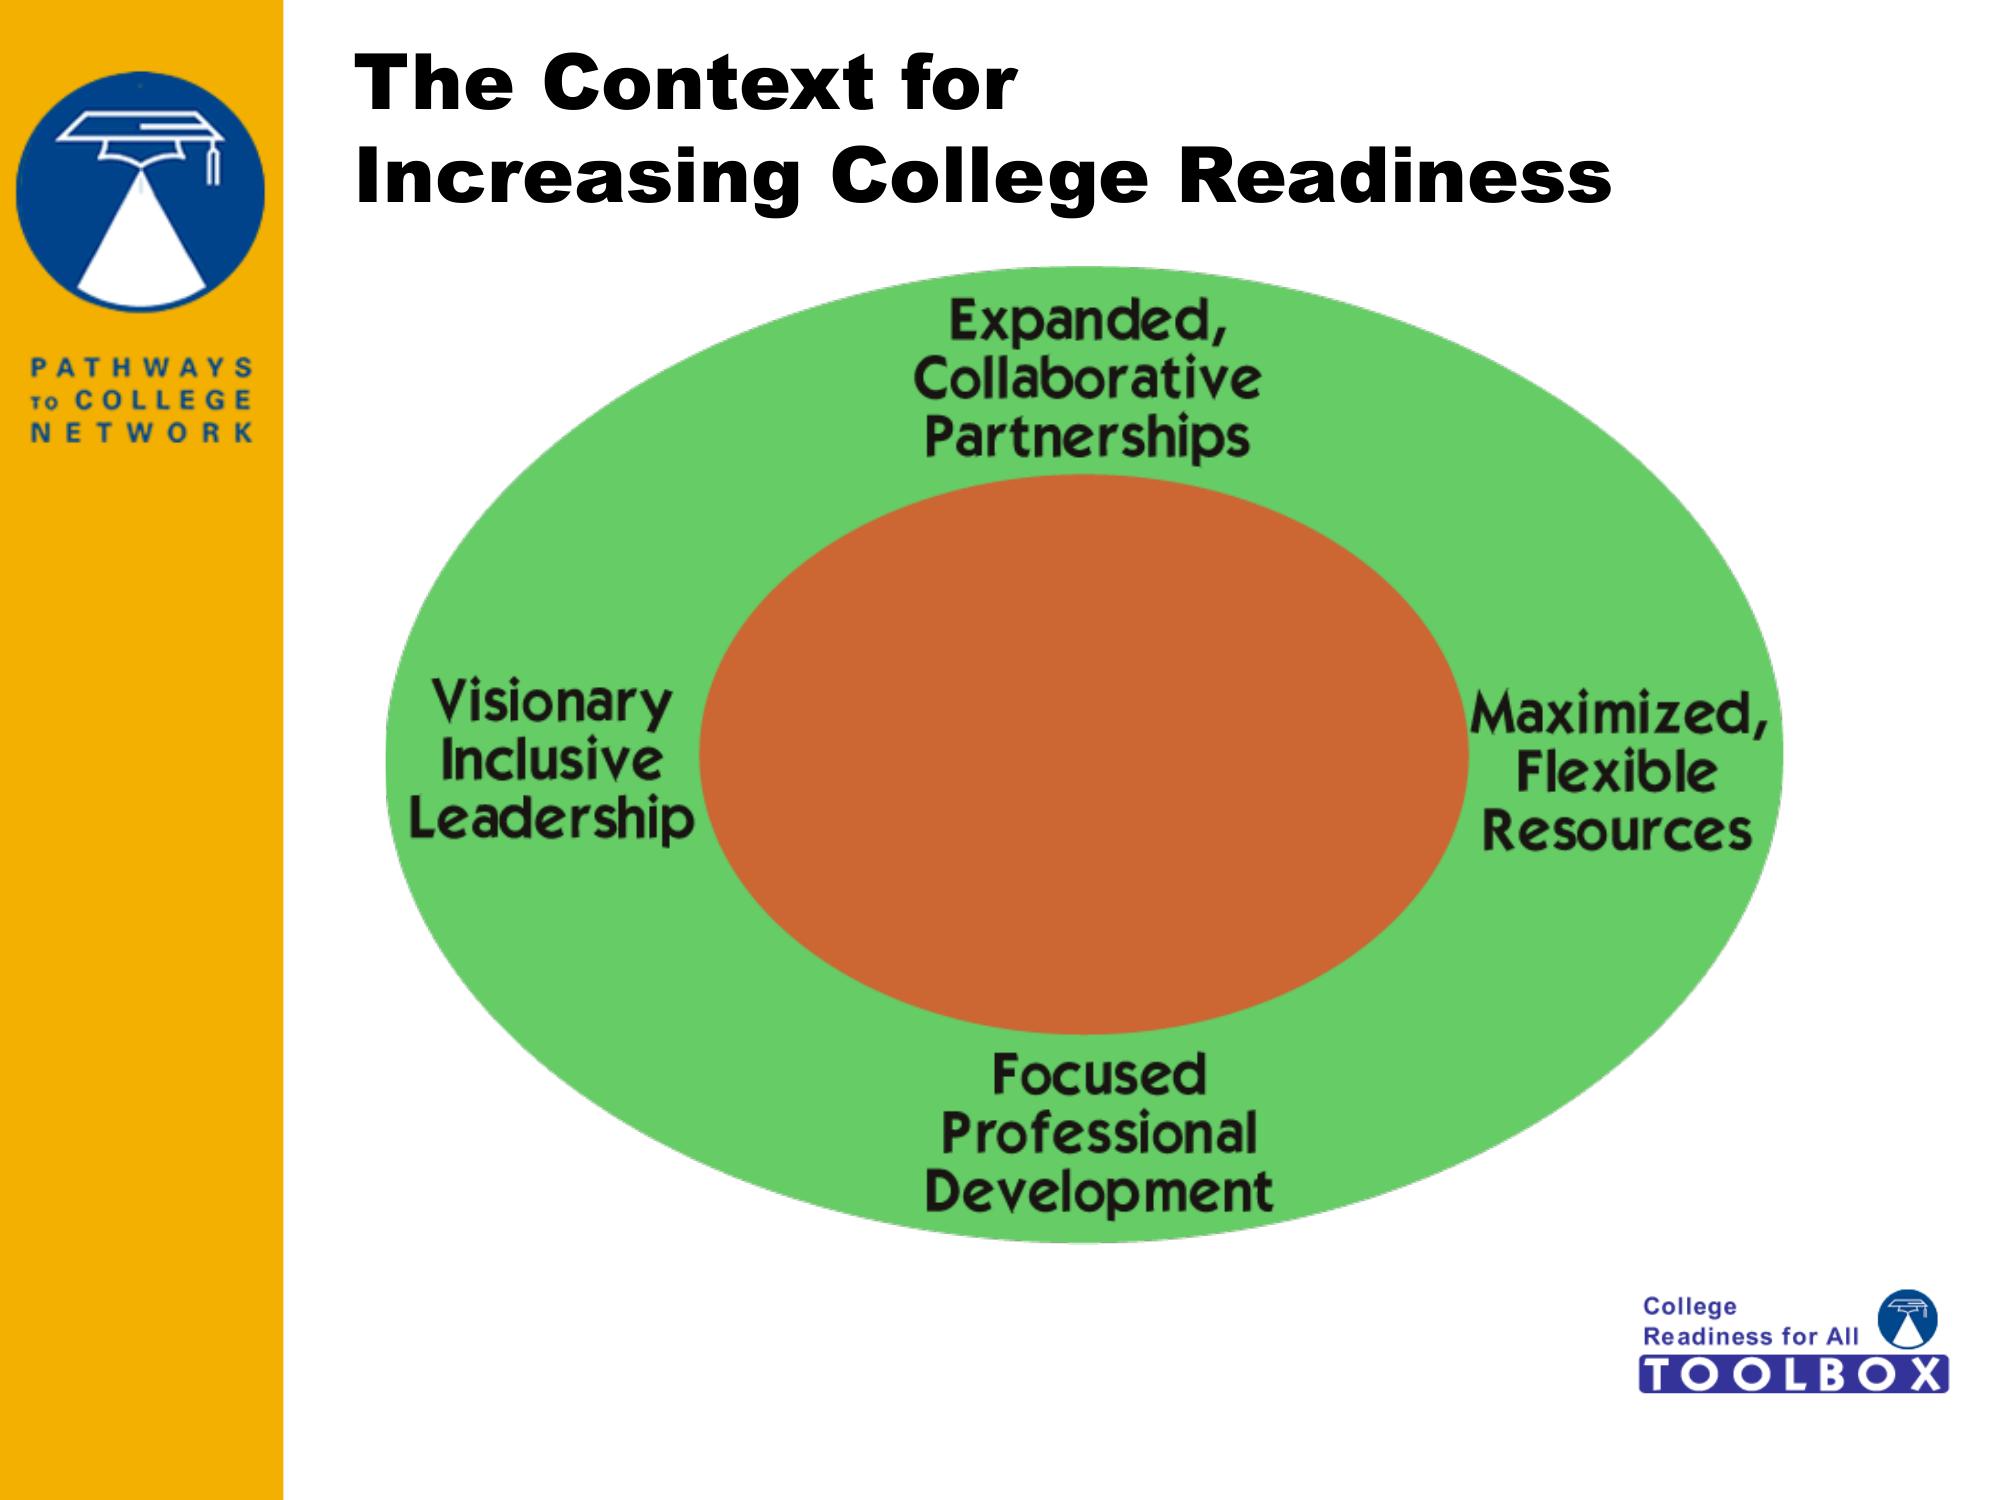 The Context for
Increasing College Readiness
PATHWAYS
TO COLLEGE
NETWORK
Expanded,
Collaborative
Partnerships
Visionary
Inclusive
Leadership
Maximized,
Flexible
Resources
Focused
Professional
Development
College
Readiness for All
TOOLBOX